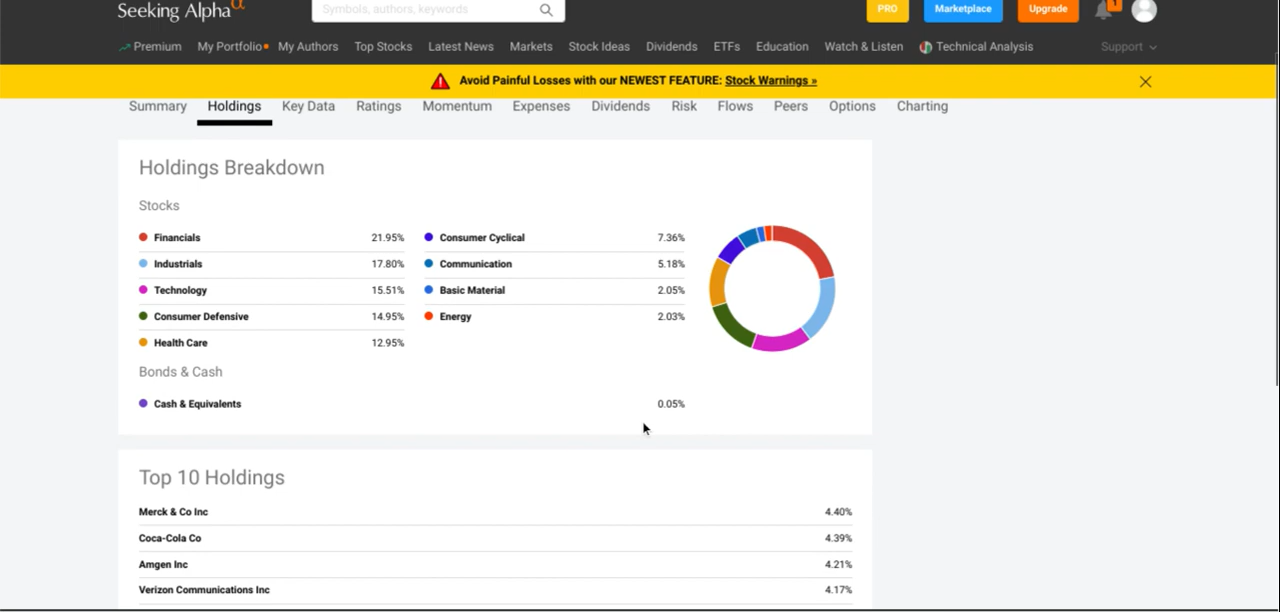 Seeking Alpha α
Symbols, authors, keywords
PRO
Marketplace
Upgrade
1
Premium My Portfolio My Authors Top Stocks Latest News Markets Stock Ideas Dividends ETFs Education Watch & Listen Technical Analysis Support
Avoid Painful Losses with our NEWEST FEATURE: Stock Warnings »
Summary Holdings Key Data Ratings Momentum Expenses Dividends Risk Flows Peers Options Charting
Holdings Breakdown
Stocks
Financials 21.95% Consumer Cyclical 7.36%
Industrials 17.80% Communication 5.18%
Technology 15.51% Basic Material 2.05%
Consumer Defensive 14.95% Energy 2.03%
Health Care 12.95%
Bonds & Cash
Cash & Equivalents 0.05%
Top 10 Holdings
Merck & Co Inc 4.40%
Coca-Cola Co 4.39%
Amgen Inc 4.21%
Verizon Communications Inc 4.17%